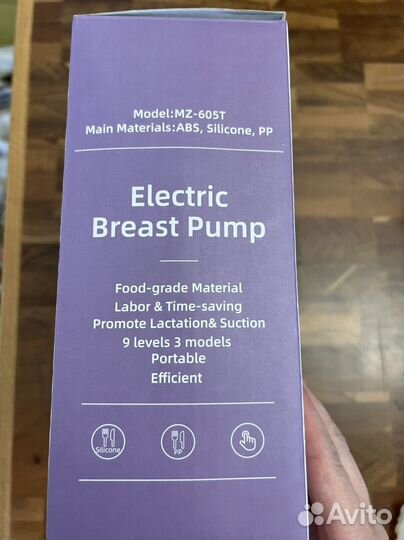 Model:MZ-605T
Main Materials:ABS, Silicone, PP
Electric
Breast Pump
Food-grade Material
Labor & Time-saving
Promote Lactation& Suction
9 levels 3 models
Portable
Efficient
Silicone
PP
Avito